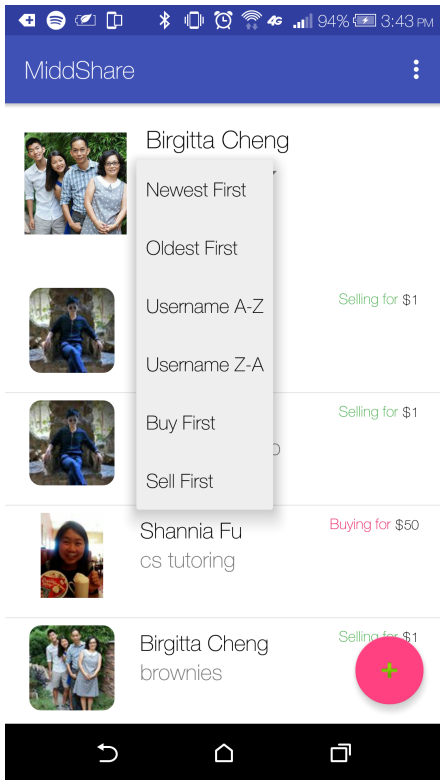 4G 94% 3:43 PM
MiddShare
Birgitta Cheng
Newest First
Oldest First
Username A-Z
Username Z-A
Buy First
Sell First
Selling for $1
Selling for $1
Shannia Fu
Buying for $50
cs tutoring
Birgitta Cheng
Selling for $1
brownies